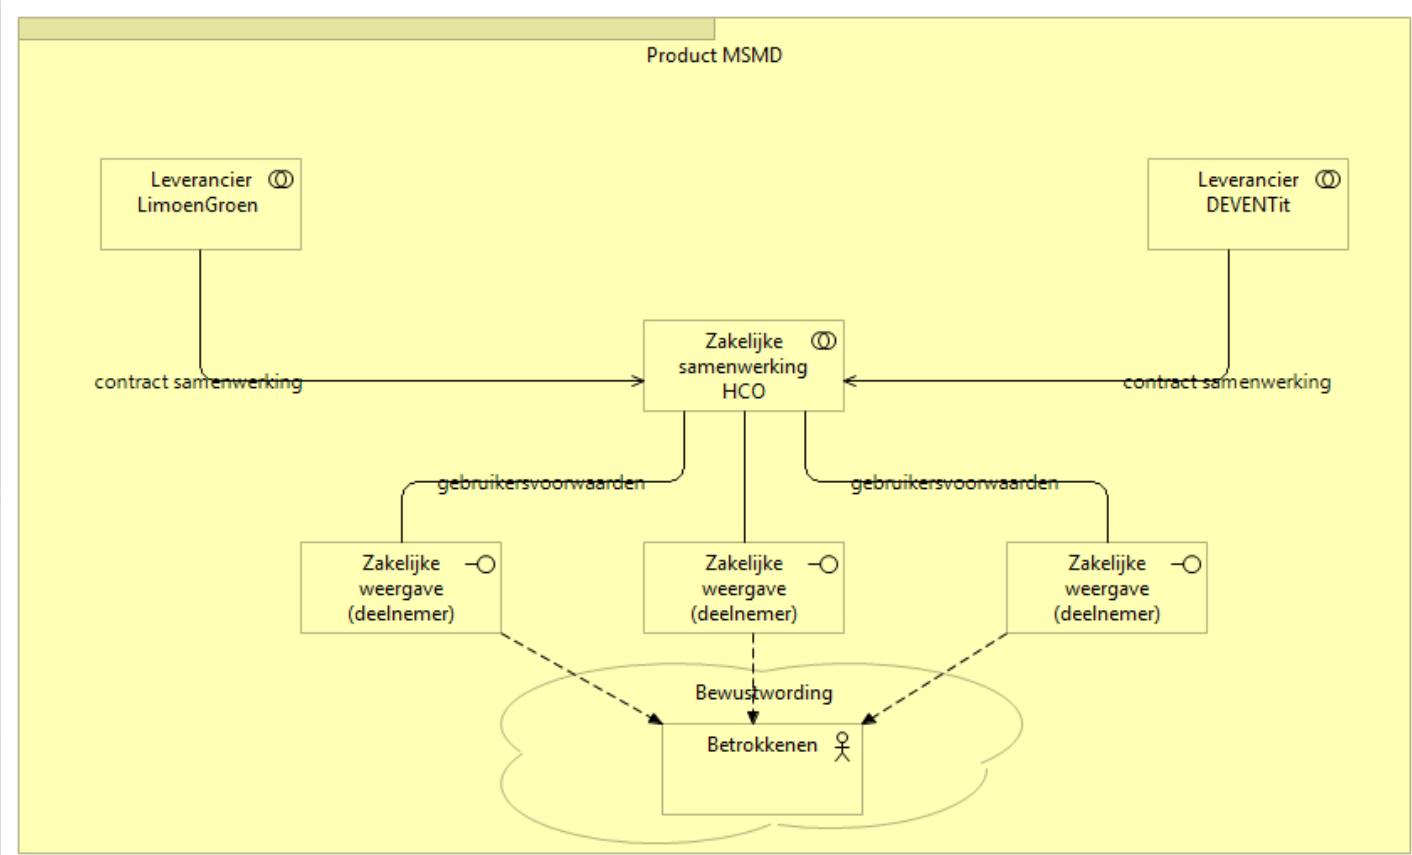 Product MSMD
Leverancier
LimoenGroen
Leverancier
DEVENTit
Zakelijke
samenwerking
HCO
contract samenwerking
contract samenwerking
gebruikersvoorwaarden
gebruikersvoorwaarden
Zakelijke
weergave
(deelnemer)
Zakelijke
weergave
(deelnemer)
Zakelijke
weergave
(deelnemer)
Bewustwording
Betrokkenen